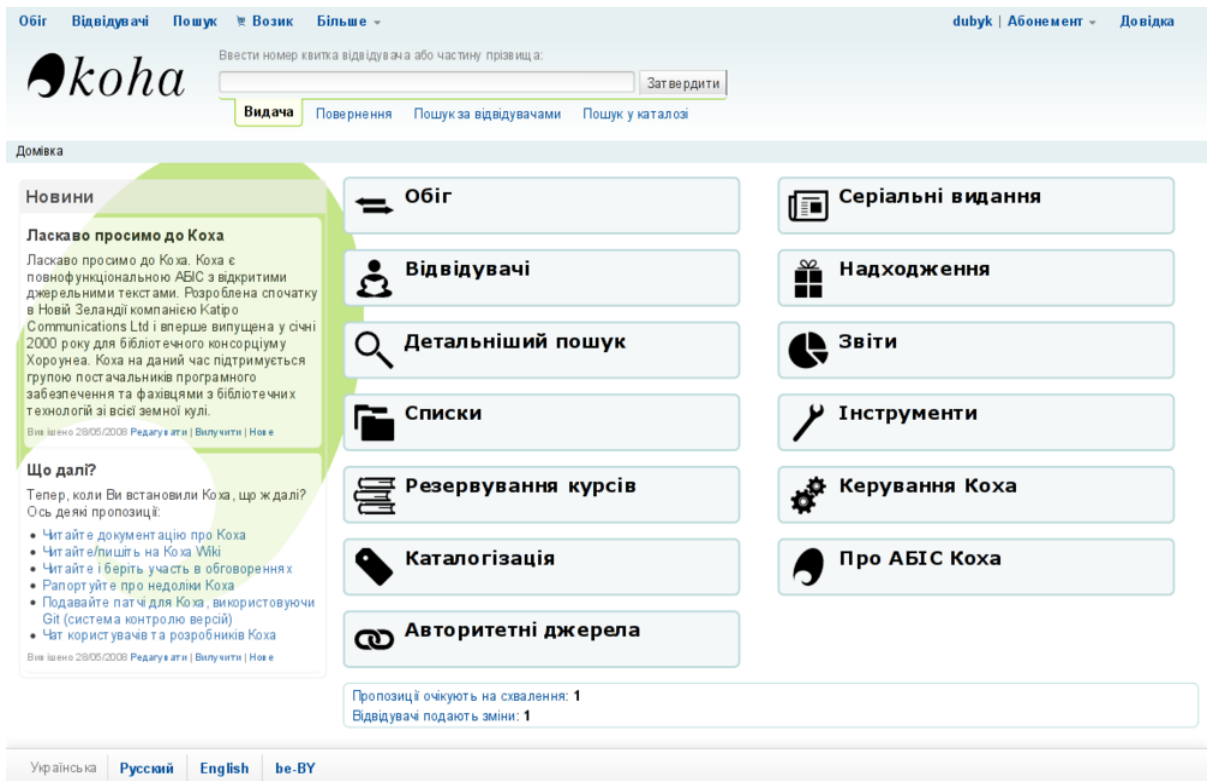 Обіг Відвідувачі Пошук Возик Більше
dubyk | Абонемент Довідка
koha
Ввести номер квитка відвідувача або частину прізвища:
Затвердити
Видача Повернення Пошук за відвідувачами Пошук у каталозі
Домівка
Новини
Ласкаво просимо до Коха
Ласкаво просимо до Коха. Коха є
повнофункціональною АБІС з відкритими
джерельними текстами. Розроблена спочатку
в Новій Зеландії компанією Katipo
Communications Ltd і вперше випущена у січні
2000 року для бібліотечного консорціуму
Хороунеа. Коха на даний час підтримується
групою постачальників програмного
забезпечення та фахівцями з бібліотечних
технологій зі всієї земної кулі.
Вивішено 28/05/2008 Редагувати | Вилучити | Нове
Що далі?
Тепер, коли Ви встановили Коха, що ж далі?
Ось деякі пропозиції:
Читайте документацію про Коха
Читайте/пишіть на Коха Wiki
Читайте і беріть участь в обговореннях
Рапортуйте про недоліки Коха
Подавайте патчі для Коха, використовуючи
Git (система контролю версій)
Чат користувачів та розробників Коха
Вивішено 28/05/2008 Редагувати | Вилучити | Нове
Обіг
Відвідувачі
Детальніший пошук
Списки
Резервування курсів
Каталогізація
Авторитетні джерела
Серіальні видання
Надходження
Звіти
Інструменти
Керування Коха
Про АБІС Коха
Пропозиції очікують на схвалення: 1
Відвідувачі подають зміни: 1
Українська Русский English be-BY